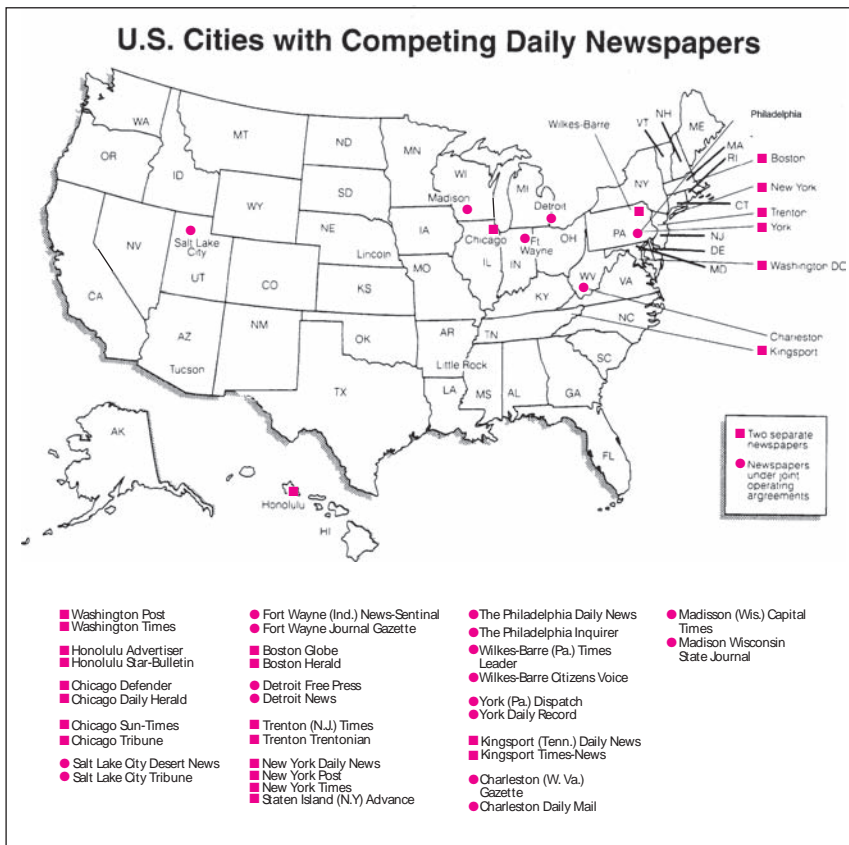 U.S. Cities with Competing Daily Newspapers
Philadelphia
Wilkes-Barre
VT
NH
ME
WA
MT
ND
MN
MA
RI
Boston
OR
ID
SD
WI
MI
NY
New York
WY
Madison
Detroit
CT
Trenton
NE
IA
Chicago
Ft
Wayne
OH
PA
York
NV
Salt Lake
City
Lincoln
NJ
DE
MD
UT
IL
IN
WV
VA
Washington DC
CA
CO
KS
MO
KY
NC
AZ
NM
OK
AR
TN
Charleston
Kingsport
Tucson
Little Rock
SC
TX
LA
MS
AL
GA
AK
FL
Two separate
newspapers
Newspapers
under joint
operating
argreements
Honolulu
HI
Washington Post
Washington Times
Honolulu Advertiser
Honolulu Star-Bulletin
Chicago Defender
Chicago Daily Herald
Chicago Sun-Times
Chicago Tribune
Salt Lake City Desert News
Salt Lake City Tribune
Fort Wayne (Ind.) News-Sentinal
Fort Wayne Journal Gazette
Boston Globe
Boston Herald
Detroit Free Press
Detroit News
Trenton (N.J.) Times
Trenton Trentonian
New York Daily News
New York Post
New York Times
Staten Island (N.Y) Advance
The Philadelphia Daily News
The Philadelphia Inquirer
Wilkes-Barre (Pa.) Times
Leader
Wilkes-Barre Citizens Voice
York (Pa.) Dispatch
York Daily Record
Kingsport (Tenn.) Daily News
Kingsport Times-News
Charleston (W. Va.)
Gazette
Charleston Daily Mail
Madisson (Wis.) Capital
Times
Madison Wisconsin
State Journal